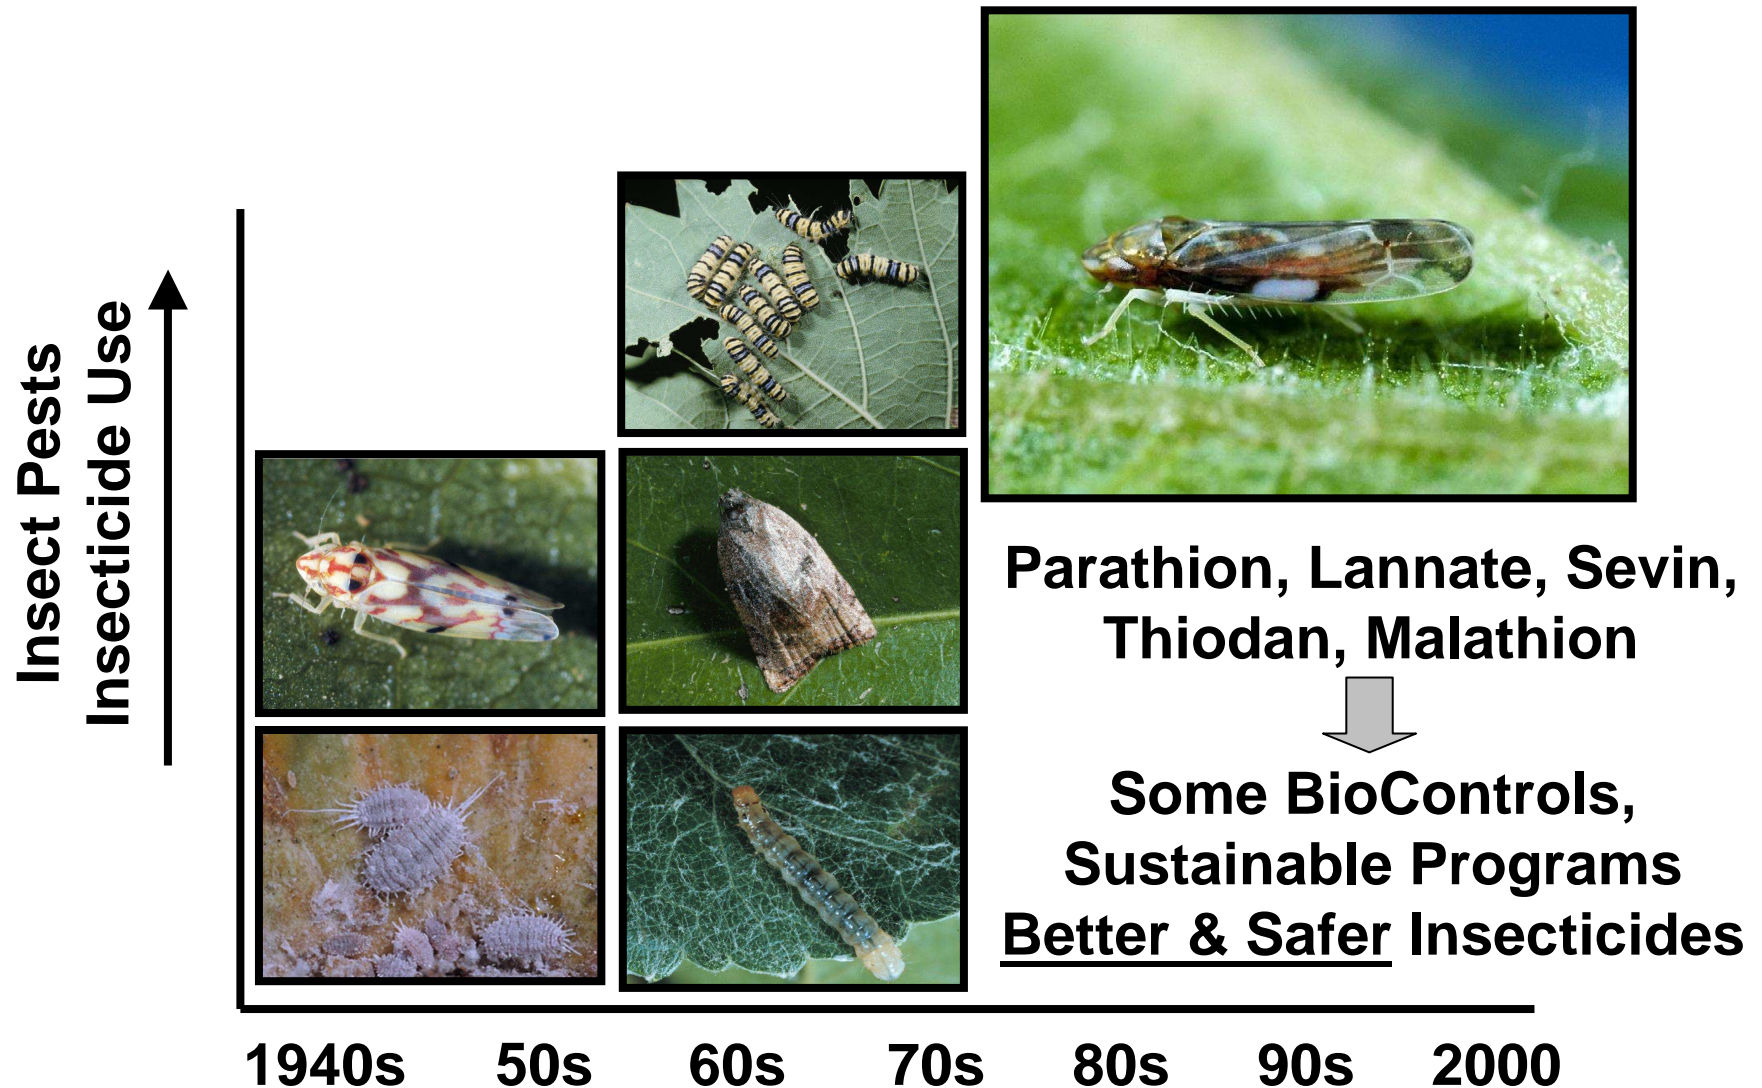 Insect Pests
Insecticide Use
Parathion, Lannate, Sevin,
Thiodan, Malathion
Some BioControls,
Sustainable Programs
Better & Safer Insecticides
1940s 50s 60s 70s 80s 90s 2000